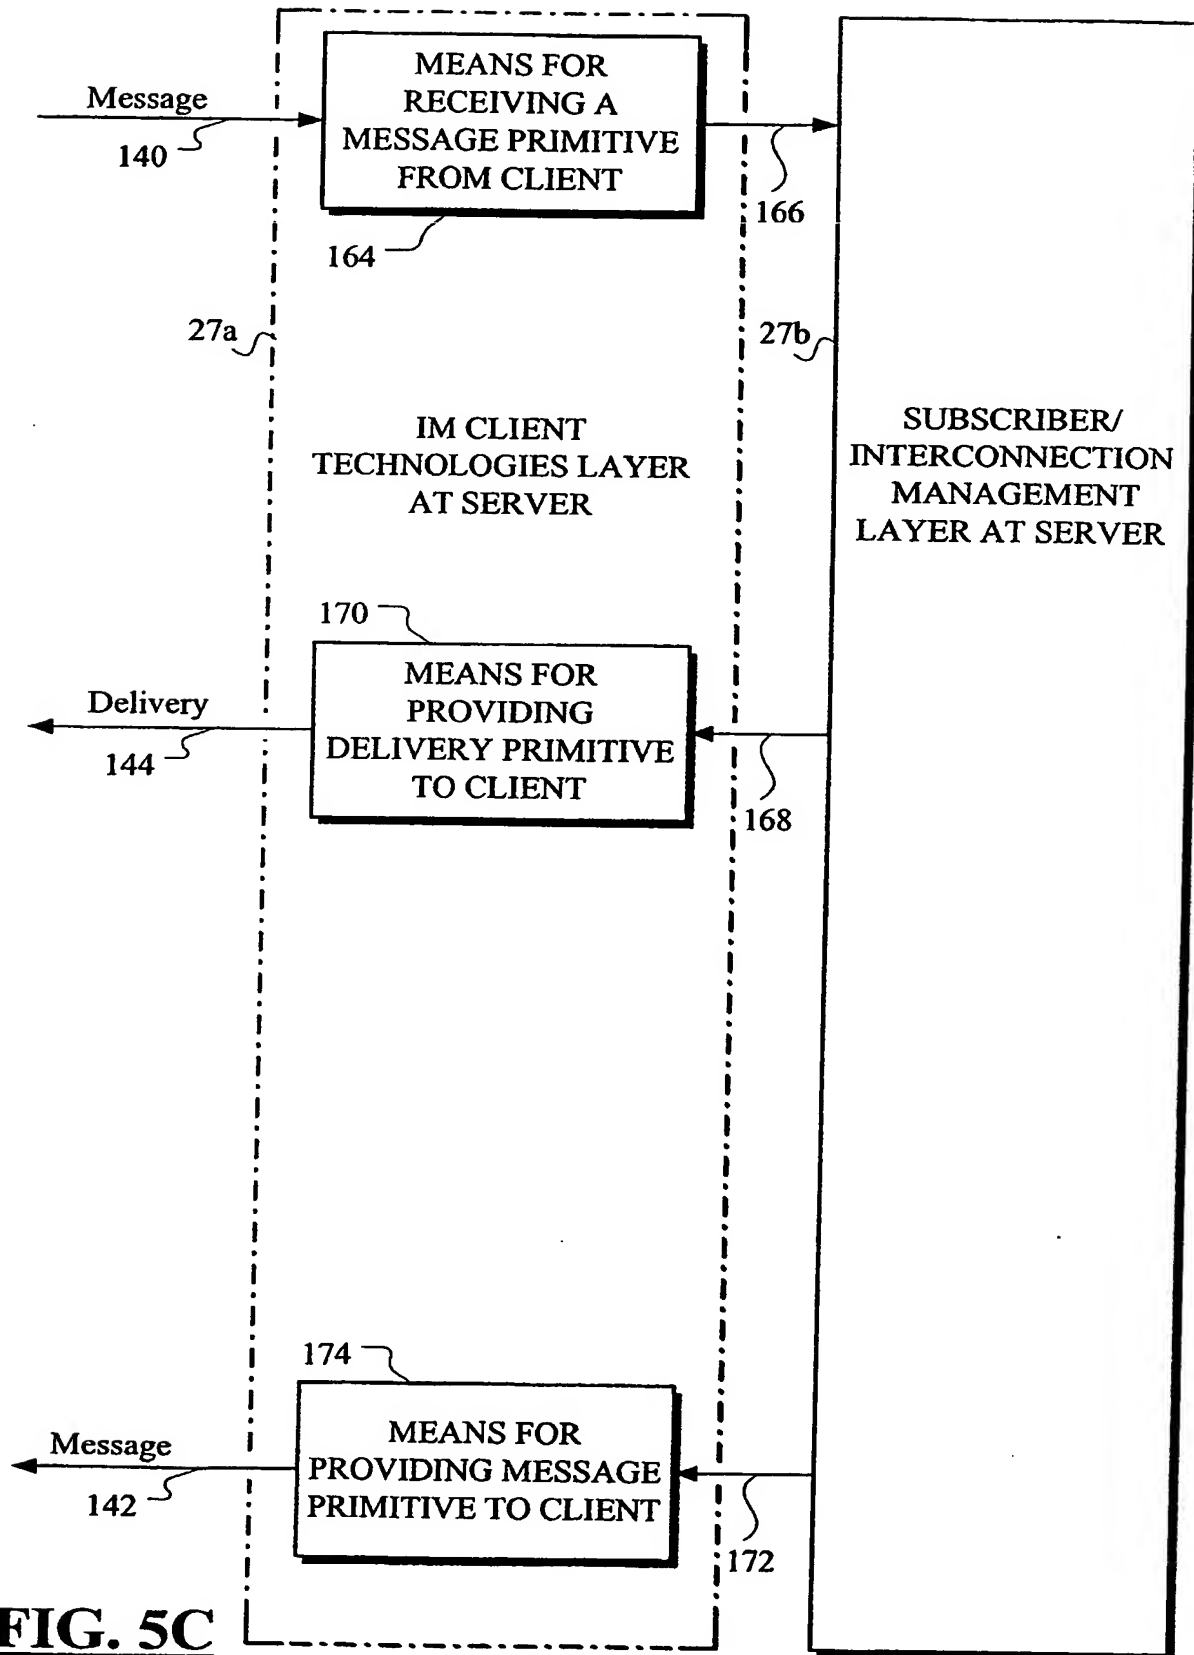 MEANS FOR
RECEIVING A
MESSAGE PRIMITIVE
FROM CLIENT
Message
140
166
164
27a
27b
IM CLIENT
TECHNOLOGIES LAYER
AT SERVER
SUBSCRIBER/
INTERCONNECTION
MANAGEMENT
LAYER AT SERVER
170
MEANS FOR
PROVIDING
DELIVERY PRIMITIVE
TO CLIENT
Delivery
144
168
174
MEANS FOR
PROVIDING MESSAGE
PRIMITIVE TO CLIENT
Message
142
172
FIG. 5C